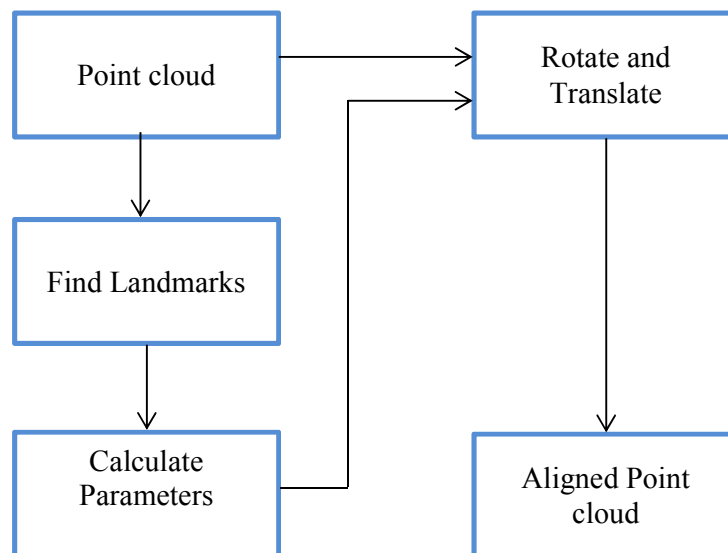 Point cloud
Rotate and
Translate
Find Landmarks
Calculate
Parameters
Aligned Point
cloud